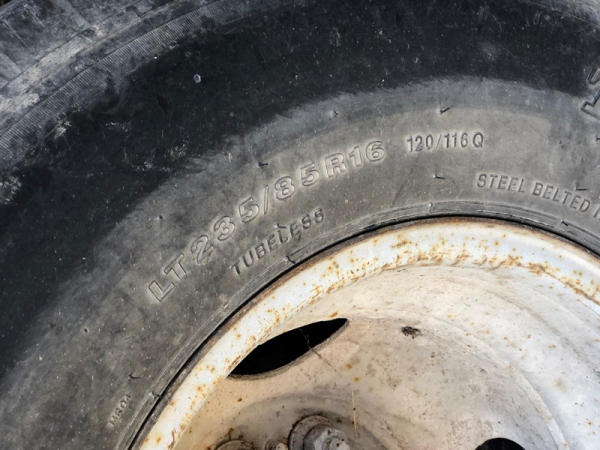 LT235/85R16 120/116Q
TUBELESS
STEEL BELTED